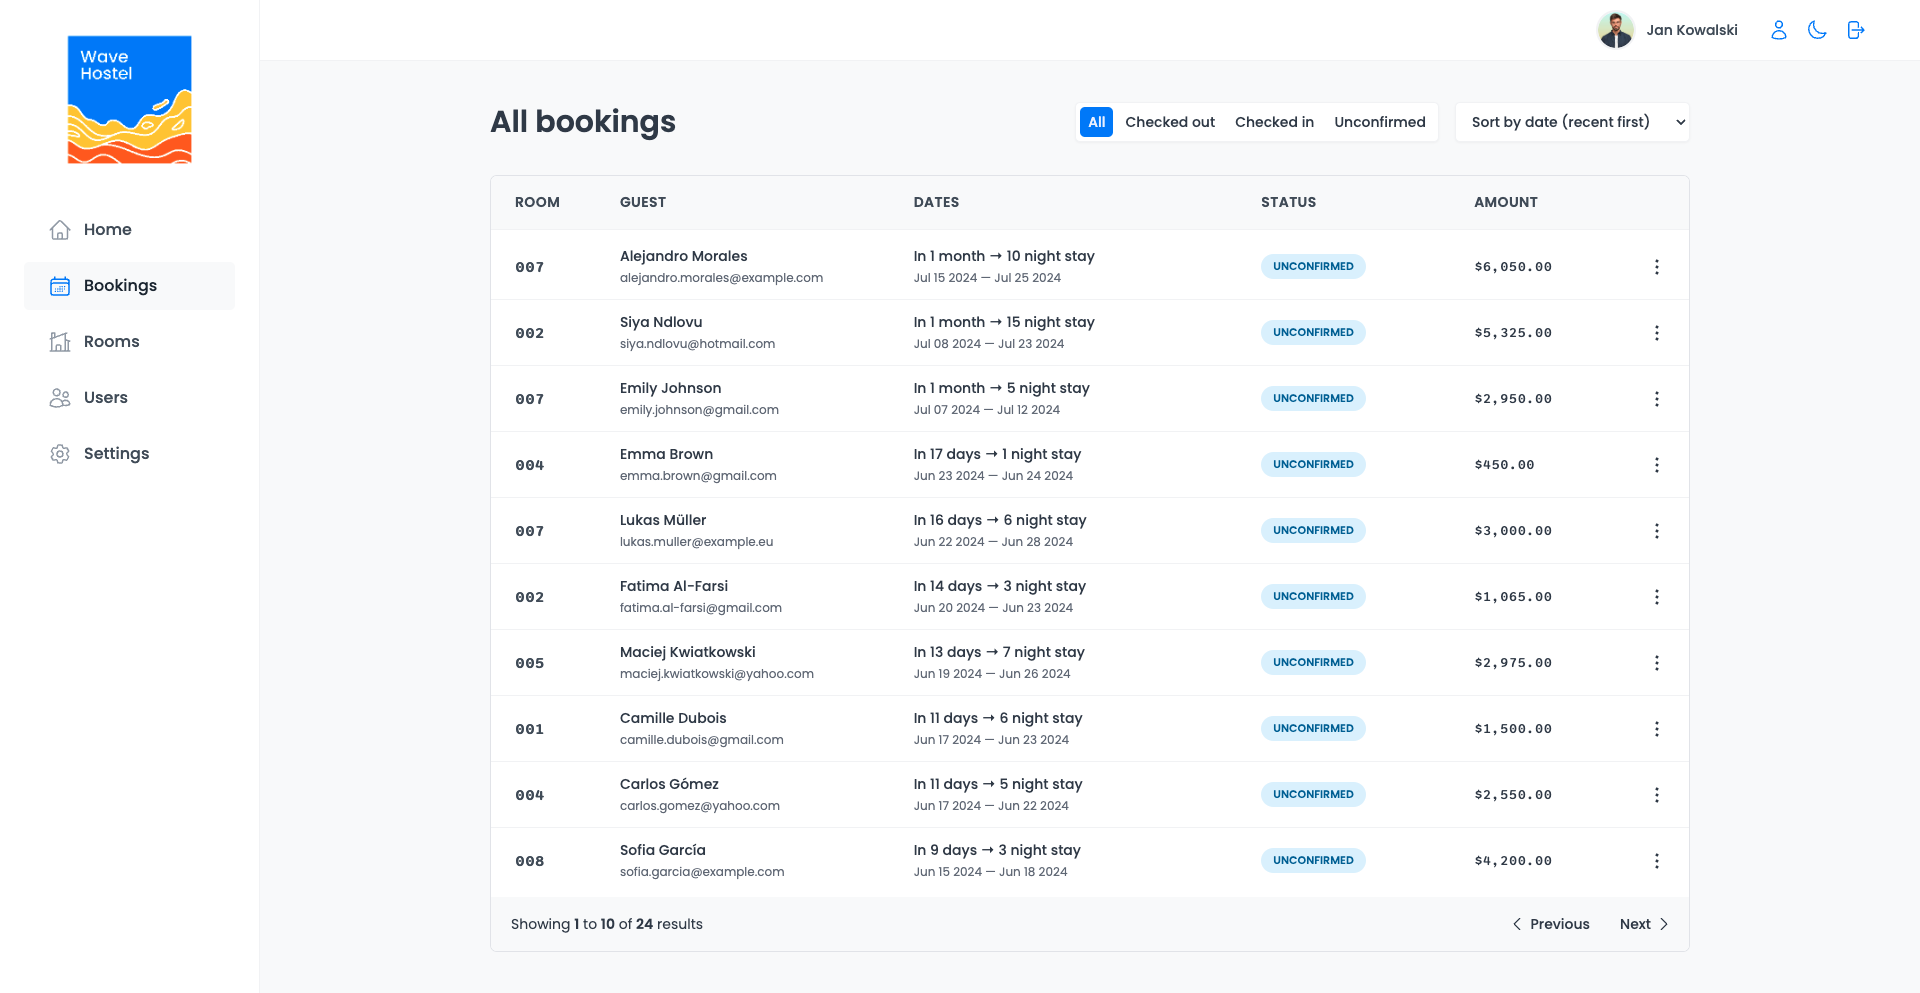 Wave
Hostel
Home
Bookings
Rooms
Users
Settings
Jan Kowalski
All bookings
All Checked out Checked in Unconfirmed Sort by date (recent first)
ROOM GUEST DATES STATUS AMOUNT
007 Alejandro Morales In 1 month → 10 night stay UNCONFIRMED $6,050.00
alejandro.morales@example.com Jul 15 2024 — Jul 25 2024
002 Siya Ndlovu In 1 month → 15 night stay UNCONFIRMED $5,325.00
siya.ndlovu@hotmail.com Jul 08 2024 — Jul 23 2024
007 Emily Johnson In 1 month → 5 night stay UNCONFIRMED $2,950.00
emily.johnson@gmail.com Jul 07 2024 — Jul 12 2024
004 Emma Brown In 17 days → 1 night stay UNCONFIRMED $450.00
emma.brown@gmail.com Jun 23 2024 — Jun 24 2024
007 Lukas Müller In 16 days → 6 night stay UNCONFIRMED $3,000.00
lukas.muller@example.eu Jun 22 2024 — Jun 28 2024
002 Fatima Al-Farsi In 14 days → 3 night stay UNCONFIRMED $1,065.00
fatima.al-farsi@gmail.com Jun 20 2024 — Jun 23 2024
005 Maciej Kwiatkowski In 13 days → 7 night stay UNCONFIRMED $2,975.00
maciej.kwiatkowski@yahoo.com Jun 19 2024 — Jun 26 2024
001 Camille Dubois In 11 days → 6 night stay UNCONFIRMED $1,500.00
camille.dubois@gmail.com Jun 17 2024 — Jun 23 2024
004 Carlos Gómez In 11 days → 5 night stay UNCONFIRMED $2,550.00
carlos.gomez@yahoo.com Jun 17 2024 — Jun 22 2024
008 Sofia García In 9 days → 3 night stay UNCONFIRMED $4,200.00
sofia.garcia@example.com Jun 15 2024 — Jun 18 2024
Showing 1 to 10 of 24 results Previous Next